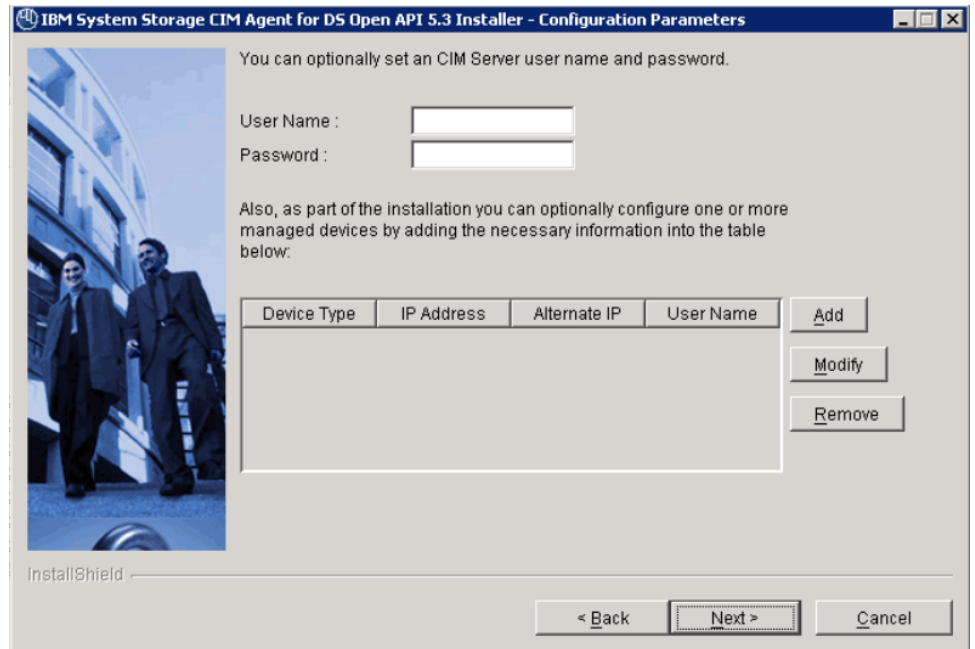 IBM System Storage CIM Agent for DS Open API 5.3 Installer - Configuration Parameters
You can optionally set an CIM Server user name and password.
User Name :
Password :
Also, as part of the installation you can optionally configure one or more
managed devices by adding the necessary information into the table
below:
Device Type IP Address Alternate IP User Name
Add
Modify
Remove
InstallShield
< Back Next > Cancel